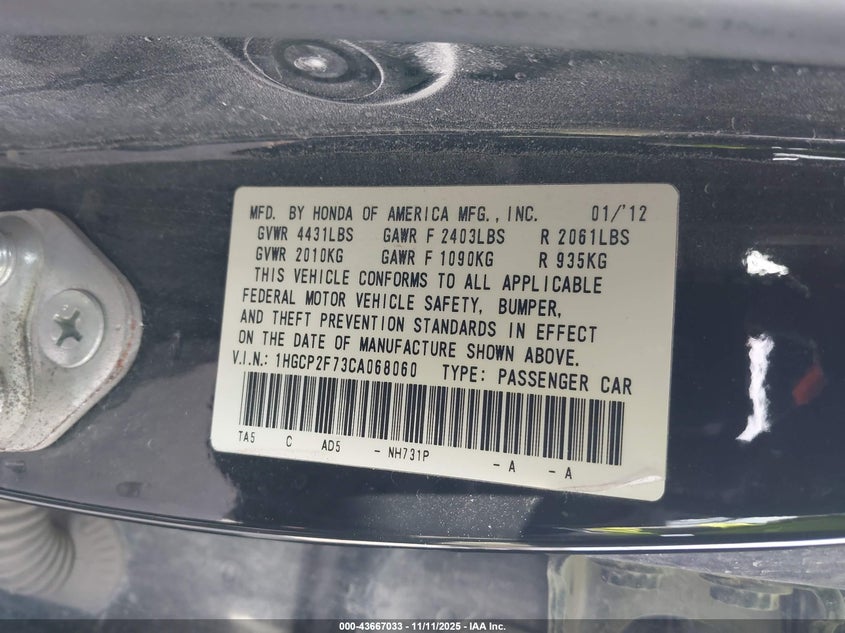 MFD. BY HONDA OF AMERICA MFG., INC. 01/'12
GVWR 4431LBS GAWR F 2403LBS R 2061LBS
GVWR 2010KG GAWR F 1090KG R 935KG
THIS VEHICLE CONFORMS TO ALL APPLICABLE
FEDERAL MOTOR VEHICLE SAFETY, BUMPER,
AND THEFT PREVENTION STANDARDS IN EFFECT
ON THE DATE OF MANUFACTURE SHOWN ABOVE.
V.I.N.: 1HGCP2F73CA068060 TYPE: PASSENGER CAR
TA5 C AD5 - NH731P - A - A
000-43667033 - 11/11/2025 - IAA Inc.